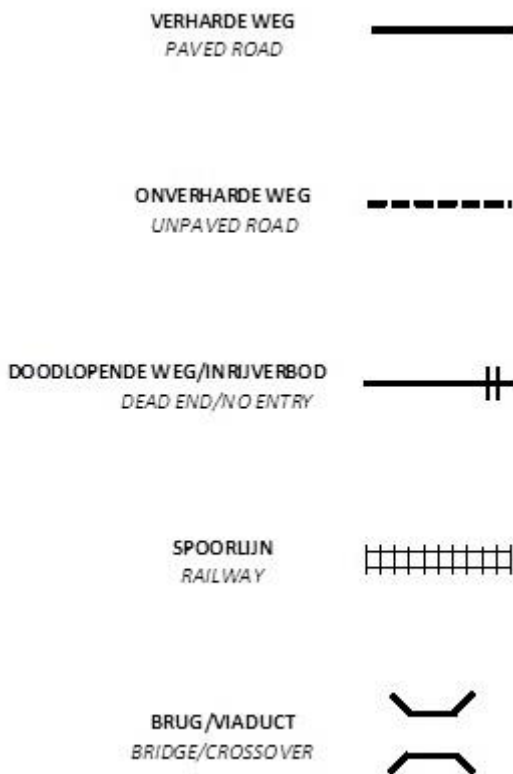 VERHARDE WEG
PAVED ROAD
ONVERHARDE WEG
UNPAVED ROAD
DOODLOPENDE WEG/INRIJVERBOD
DEAD END/NO ENTRY
SPOORLIJN
RAILWAY
BRUG/VIADUCT
BRIDGE/CROSSOVER